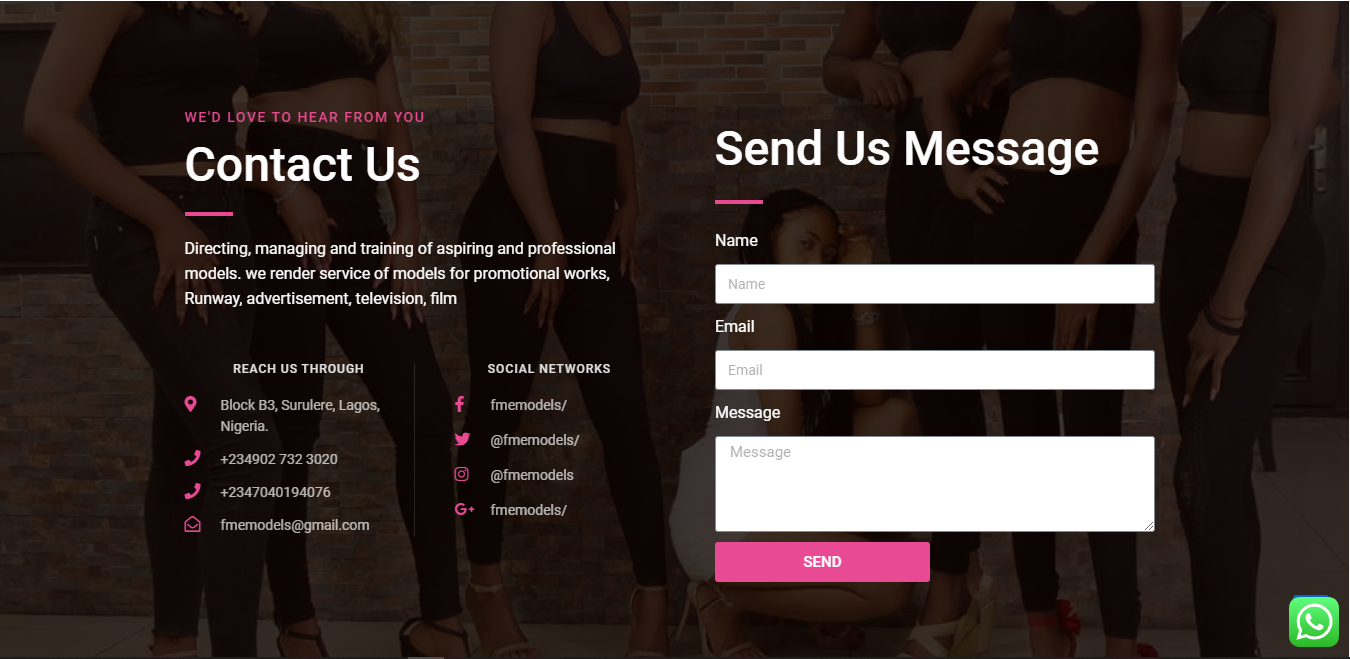 WE'D LOVE TO HEAR FROM YOU
Contact Us
Directing, managing and training of aspiring and professional
models. we render service of models for promotional works,
Runway, advertisement, television, film
REACH US THROUGH
Block B3, Surulere, Lagos,
Nigeria.
+234902 732 3020
+2347040194076
fmemodels@gmail.com
SOCIAL NETWORKS
fmemodels/
@fmemodels/
@fmemodels
fmemodels/
Send Us Message
Name
Name
Email
Email
Message
Message
SEND